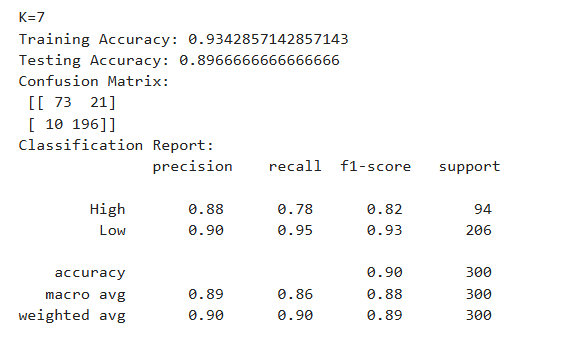 K=7
Training Accuracy: 0.9342857142857143
Testing Accuracy: 0.8966666666666666
Confusion Matrix:
 [[ 73  21]
 [ 10 196]]
Classification Report:
               precision    recall  f1-score   support

        High       0.88      0.78      0.82        94
         Low       0.90      0.95      0.93       206

    accuracy                           0.90       300
   macro avg       0.89      0.86      0.88       300
weighted avg       0.90      0.90      0.89       300